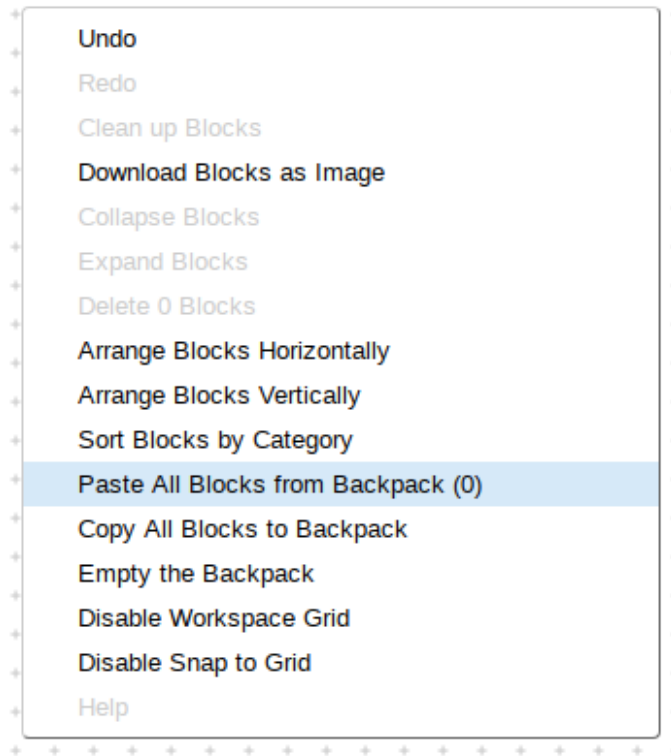 Undo
Redo
Clean up Blocks
Download Blocks as Image
Collapse Blocks
Expand Blocks
Delete 0 Blocks
Arrange Blocks Horizontally
Arrange Blocks Vertically
Sort Blocks by Category
Paste All Blocks from Backpack (0)
Copy All Blocks to Backpack
Empty the Backpack
Disable Workspace Grid
Disable Snap to Grid
Help